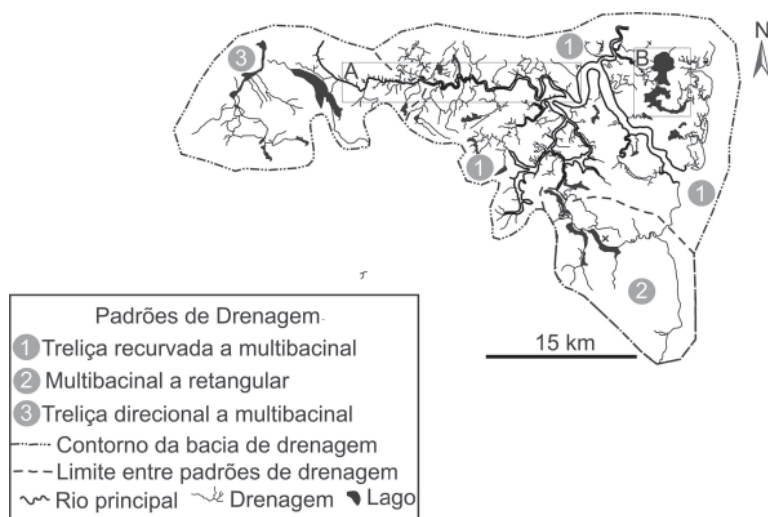 N
3
1
A
B
1
1
2
15 km
Padrões de Drenagem
1 Treliça recurvada a multibacinal
2 Multibacinal a retangular
3 Treliça direcional a multibacinal
Contorno da bacia de drenagem
Limite entre padrões de drenagem
Rio principal Drenagem Lago